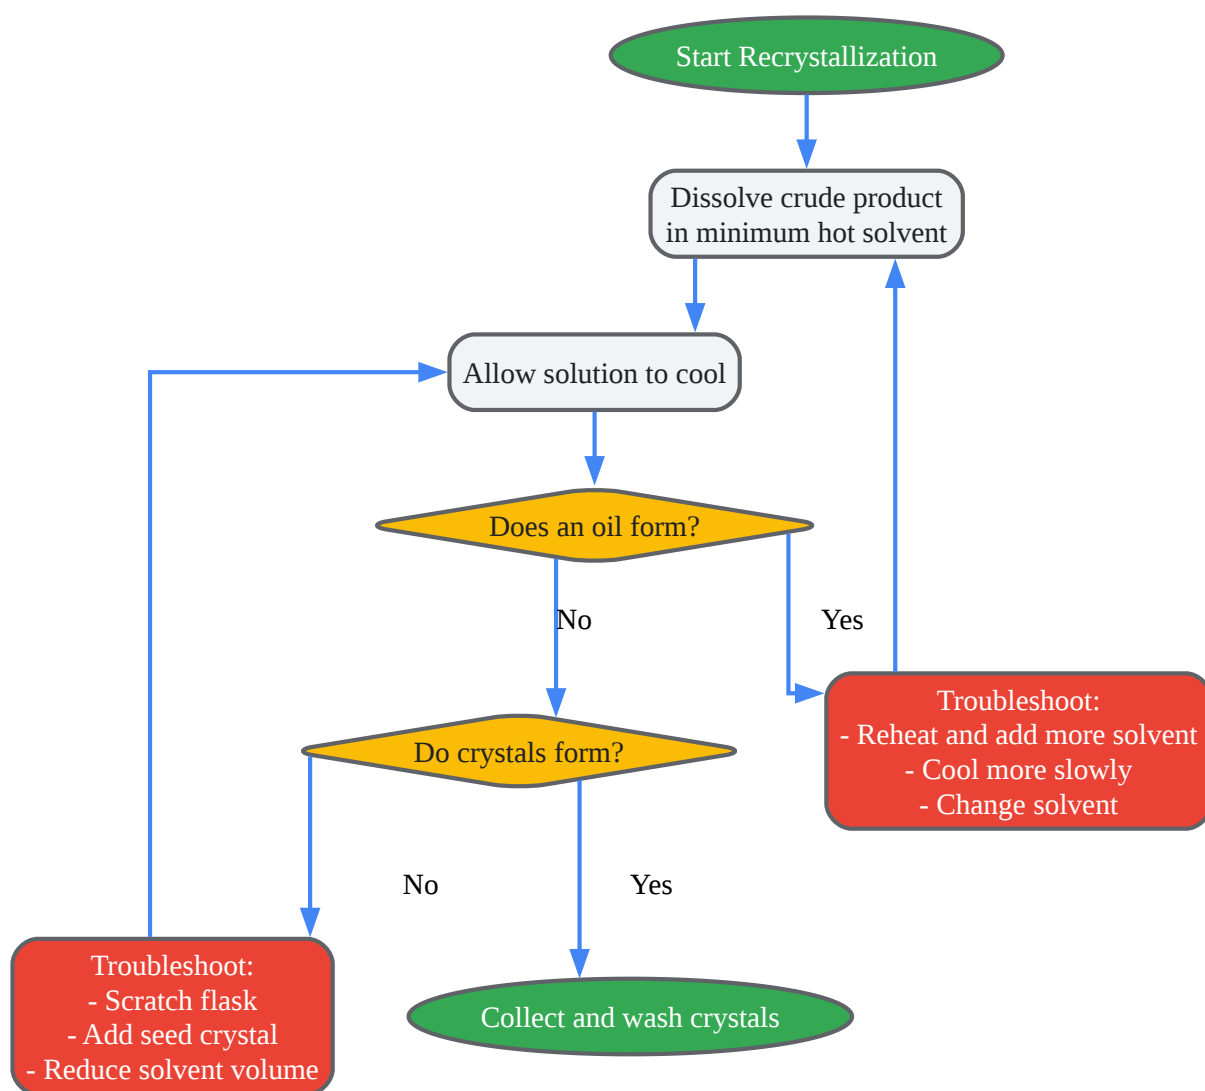 Start Recrystallization
Dissolve crude product
in minimum hot solvent
Allow solution to cool
Does an oil form?
No
Yes
Troubleshoot:
- Reheat and add more solvent
- Cool more slowly
- Change solvent
Do crystals form?
No
Yes
Troubleshoot:
- Scratch flask
- Add seed crystal
- Reduce solvent volume
Collect and wash crystals